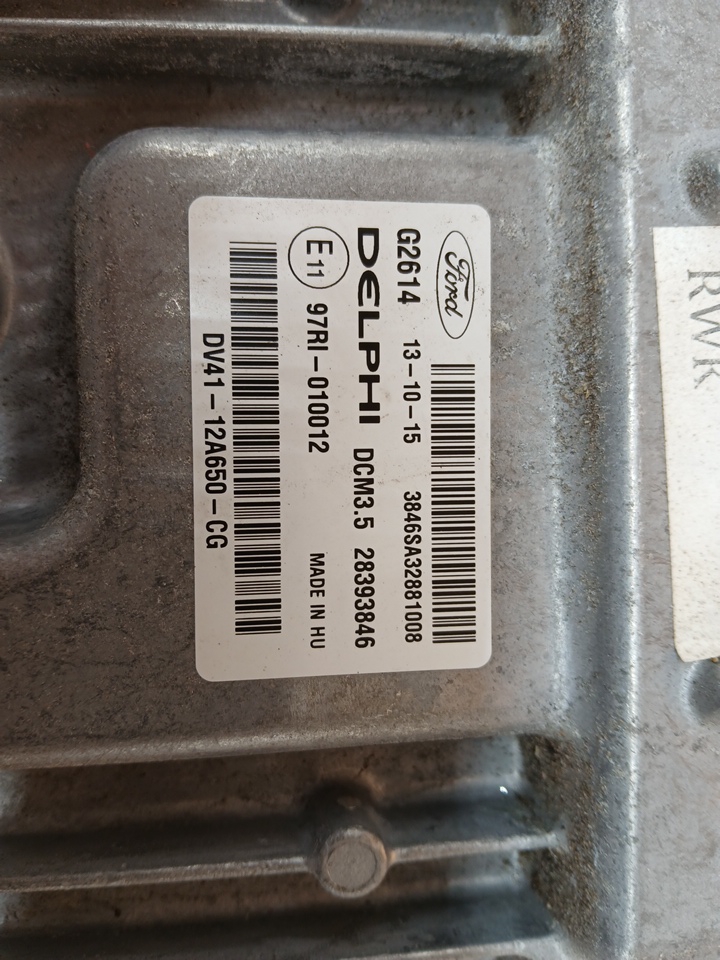 Ford
3846SA32881008
G2614 13-10-15
DELPHI DCM3.5 28393846
E11 97RI-010012 MADE IN HU
DV41-12A650-CG
RWK